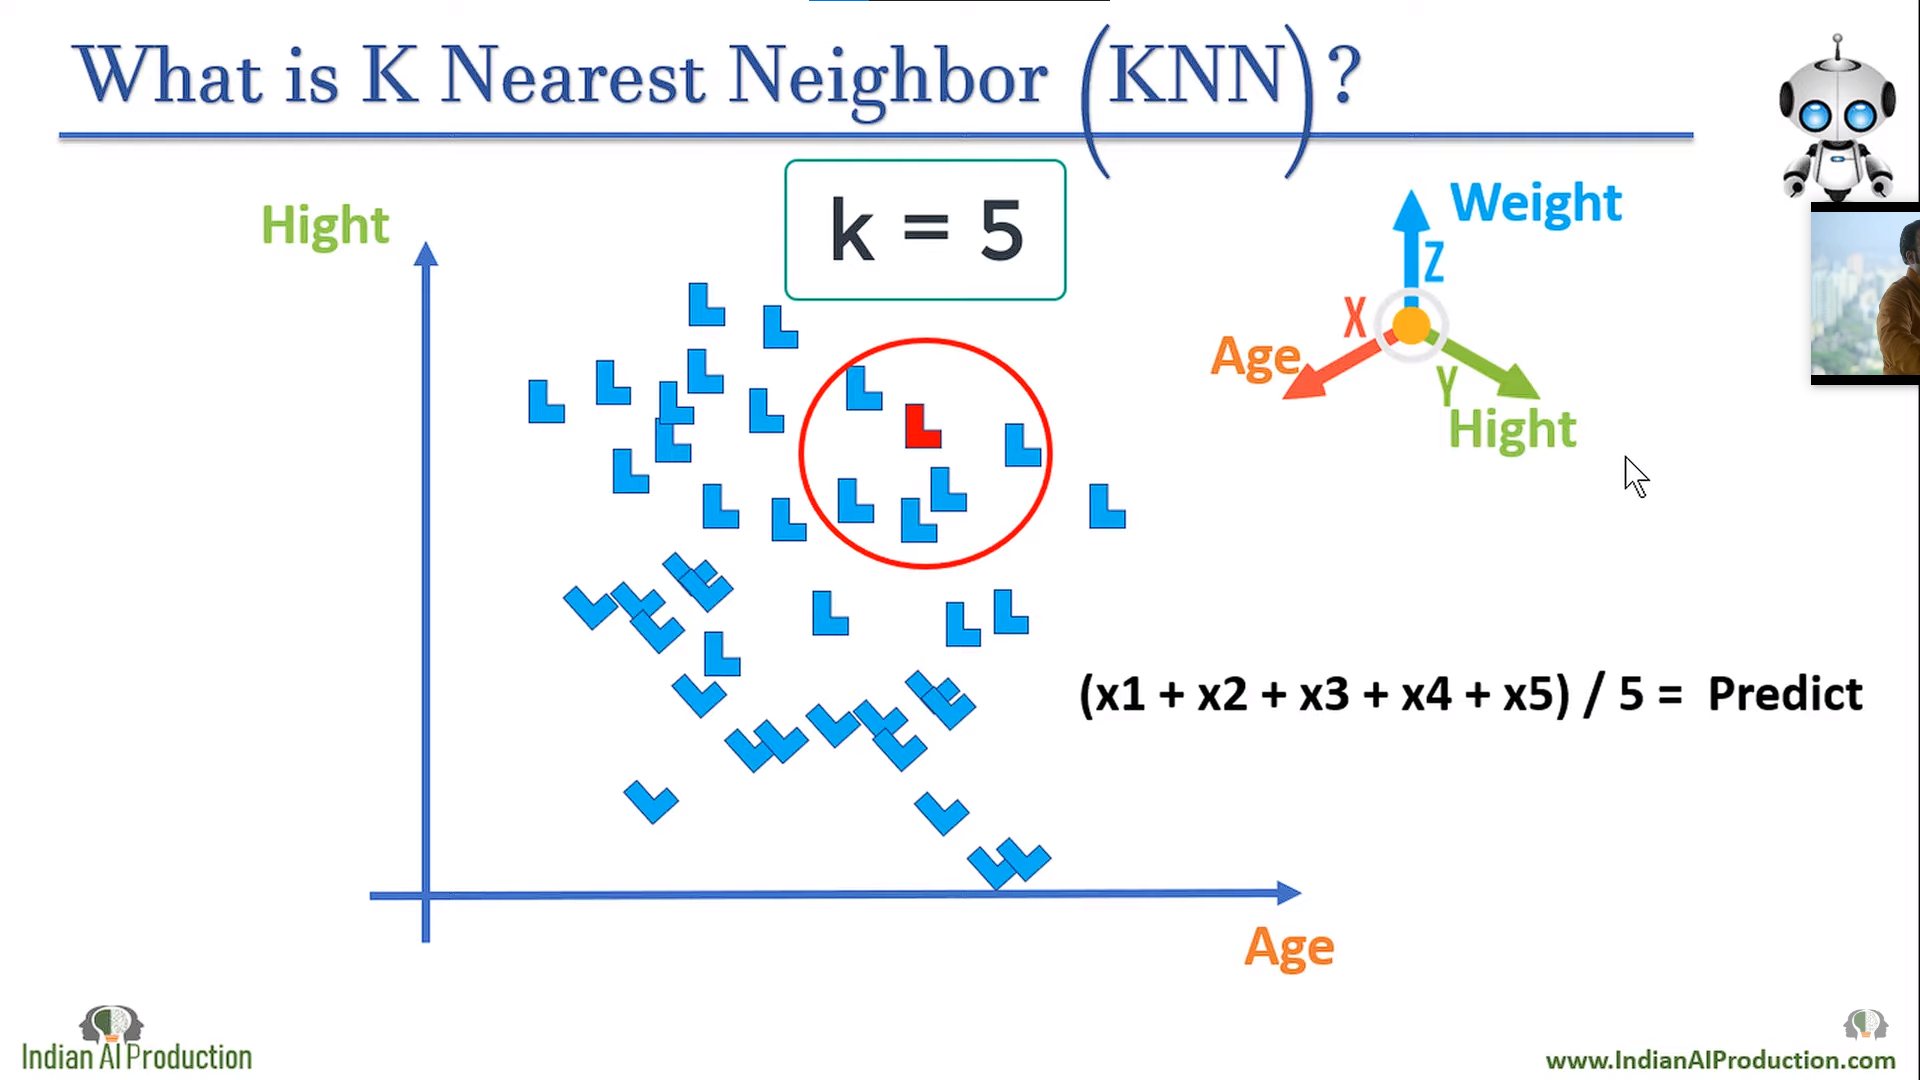 What is K Nearest Neighbor (KNN)?
k = 5
Hight
Weight
Z
X
Age
Y
Hight
(x1 + x2 + x3 + x4 + x5) / 5 = Predict
Age
Indian AI Production
www.IndianAIProduction.com